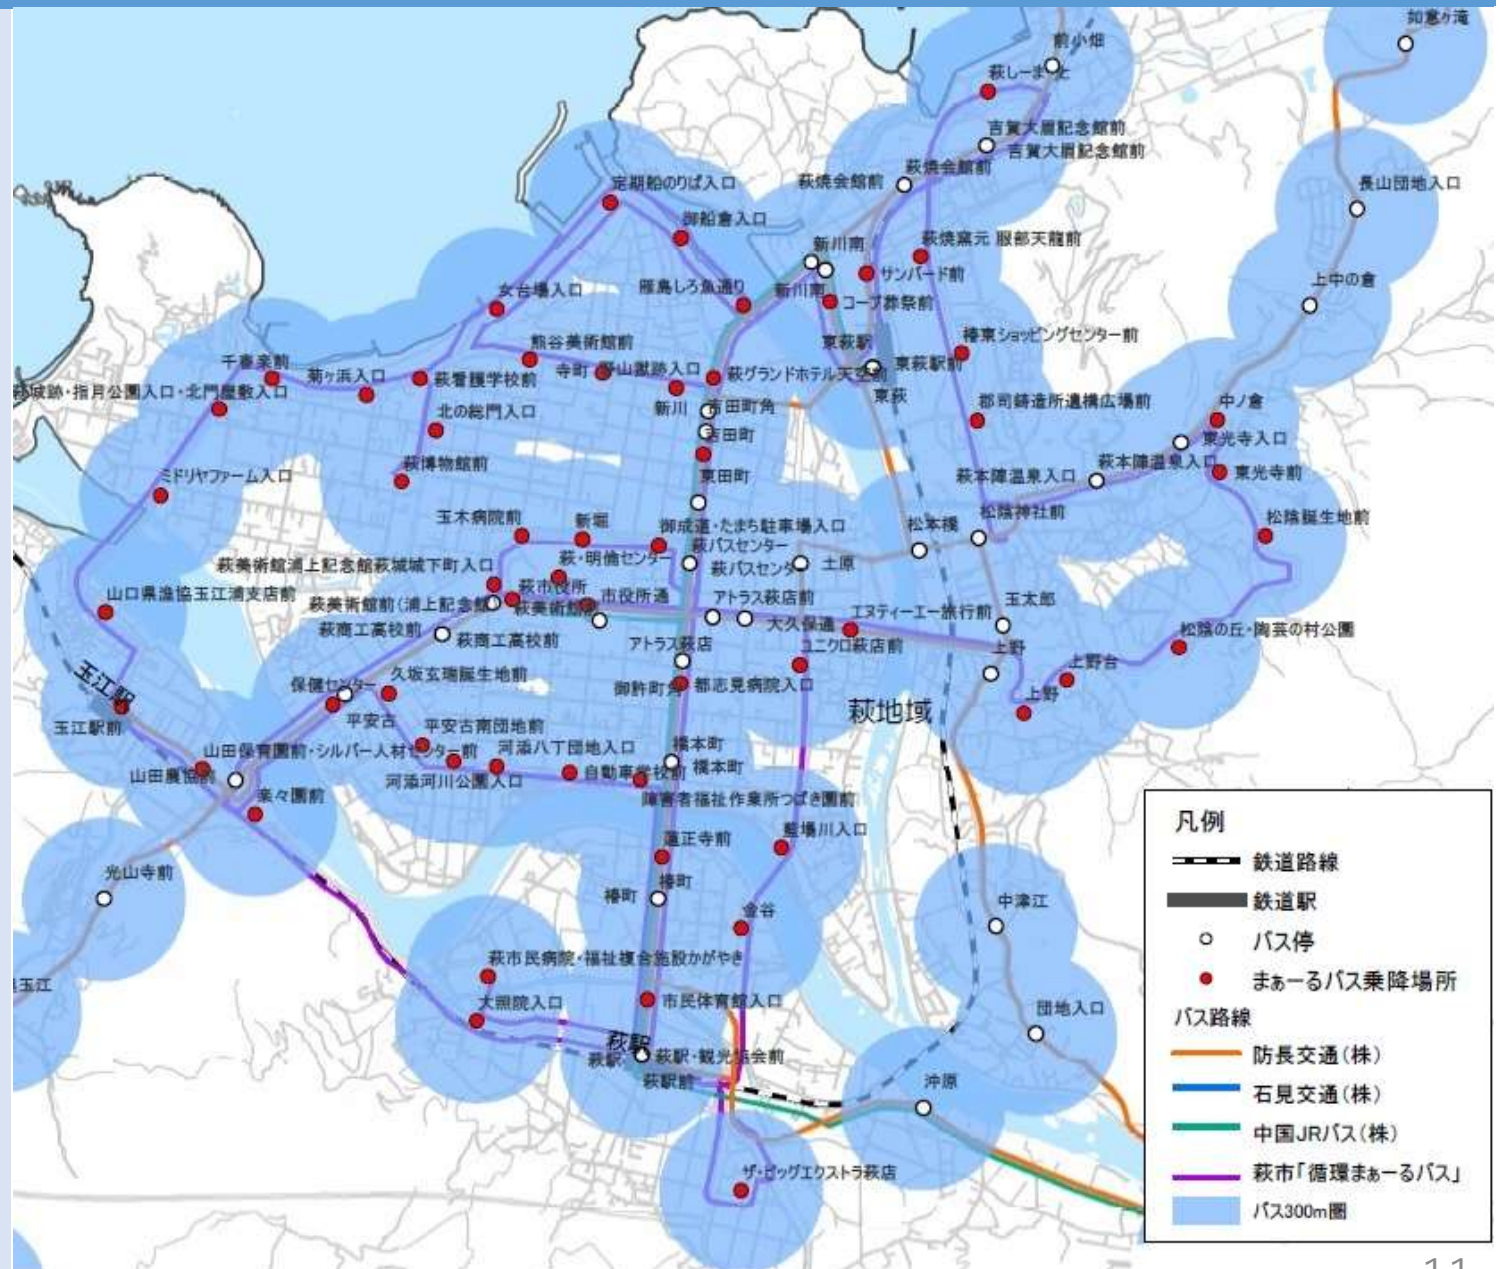 如意ヶ滝
前小畑
萩しーまーと
吉賀大眉記念館前
吉賀大眉記念館前
萩焼会館前
萩焼会館前
長山団地入口
定期船のりば入口
御船倉入口
新川南
萩焼窯元 服部天龍前
サンバード前
上中の倉
女台場入口
雁島しろ魚通り
新川南
コープ葬祭前
椿東ショッピングセンター前
熊谷美術館前
東萩駅
東萩駅前
千春楽前
菊ヶ浜入口
萩看護学校前
寺町
野山獄跡入口
萩グランドホテル天空前
東萩
萩城跡・指月公園入口・北門屋敷入口
北の総門入口
新川
市田町角
吉田町
郡司鋳造所遺構広場前
中ノ倉
東光寺入口
萩博物館前
ミドリヤファーム入口
東田町
萩本陣温泉入口
萩本陣温泉入口
東光寺前
玉木病院前
新堀
御成道・たまち駐車場入口
松本橋
松陰神社前
松陰誕生地前
萩バスセンター
萩・明倫センター
萩バスセンター
土原
萩美術館浦上記念館萩城城下町入口
山口県漁協玉江浦支店前
萩市役所
市役所通
萩美術館前(浦上記念館
萩美術館前
アトラス萩店前
エヌティーエー旅行前
玉太郎
萩商工高校前
萩商工高校前
大久保通
ユニクロ萩店前
アトラス萩店
上野
上野台
松陰の丘・陶芸の村公園
玉江駅
保健センター
久坂玄瑞誕生地前
御許町角
都志見病院入口
上野
萩地域
玉江駅前
平安古
平安古南団地前
山田保育園前・シルバー人材センター前
河添八丁団地入口
橋本町
橋本町
山田農協前
河添河川公園入口
自動車学校前
楽々園前
障害者福祉作業所つばき園前
蓮正寺前
藍場川入口
光山寺前
椿町
椿町
金谷
中津江
萩市民病院・福祉複合施設かがやき
玉江
大照院入口
市民体育館入口
団地入口
萩駅
萩駅
萩駅・観光協会前
萩駅前
沖原
ザ・ビッグエクストラ萩店
凡例
鉄道路線
鉄道駅
バス停
まぁーるバス乗降場所
バス路線
防長交通(株)
石見交通(株)
中国JRバス(株)
萩市「循環まぁーるバス」
バス300m圏
11